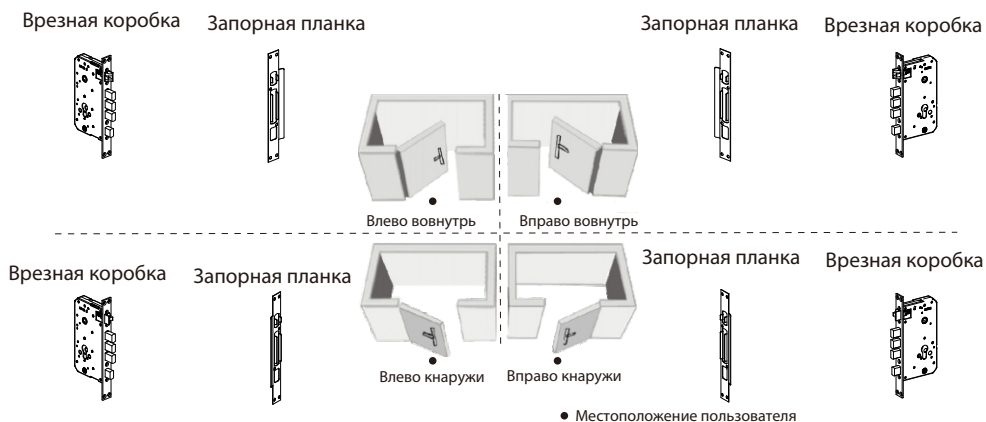 Врезная коробка
Запорная планка
Запорная планка
Врезная коробка
Влево вовнутрь
Вправо вовнутрь
Врезная коробка
Запорная планка
Запорная планка
Врезная коробка
Влево кнаружи
Вправо кнаружи
Местоположение пользователя